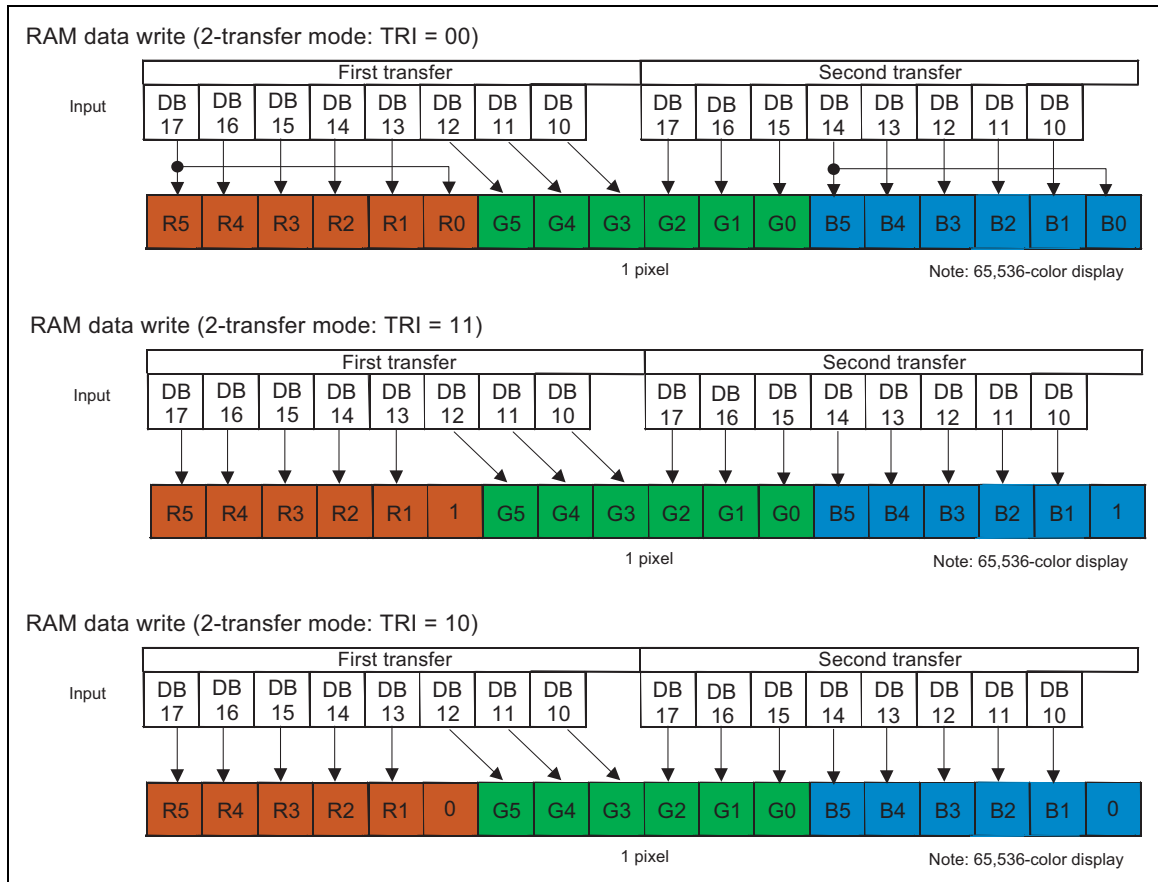 RAM data write (2-transfer mode: TRI = 00)
First transfer Second transfer
Input DB DB DB DB DB DB DB DB DB DB DB DB DB DB DB DB
17 16 15 14 13 12 11 10 17 16 15 14 13 12 11 10
R5 R4 R3 R2 R1 R0 G5 G4 G3 G2 G1 G0 B5 B4 B3 B2 B1 B0
1 pixel Note: 65,536-color display
RAM data write (2-transfer mode: TRI = 11)
First transfer Second transfer
Input DB DB DB DB DB DB DB DB DB DB DB DB DB DB DB DB
17 16 15 14 13 12 11 10 17 16 15 14 13 12 11 10
R5 R4 R3 R2 R1 1 G5 G4 G3 G2 G1 G0 B5 B4 B3 B2 B1 1
1 pixel Note: 65,536-color display
RAM data write (2-transfer mode: TRI = 10)
First transfer Second transfer
Input DB DB DB DB DB DB DB DB DB DB DB DB DB DB DB DB
17 16 15 14 13 12 11 10 17 16 15 14 13 12 11 10
R5 R4 R3 R2 R1 0 G5 G4 G3 G2 G1 G0 B5 B4 B3 B2 B1 0
1 pixel Note: 65,536-color display